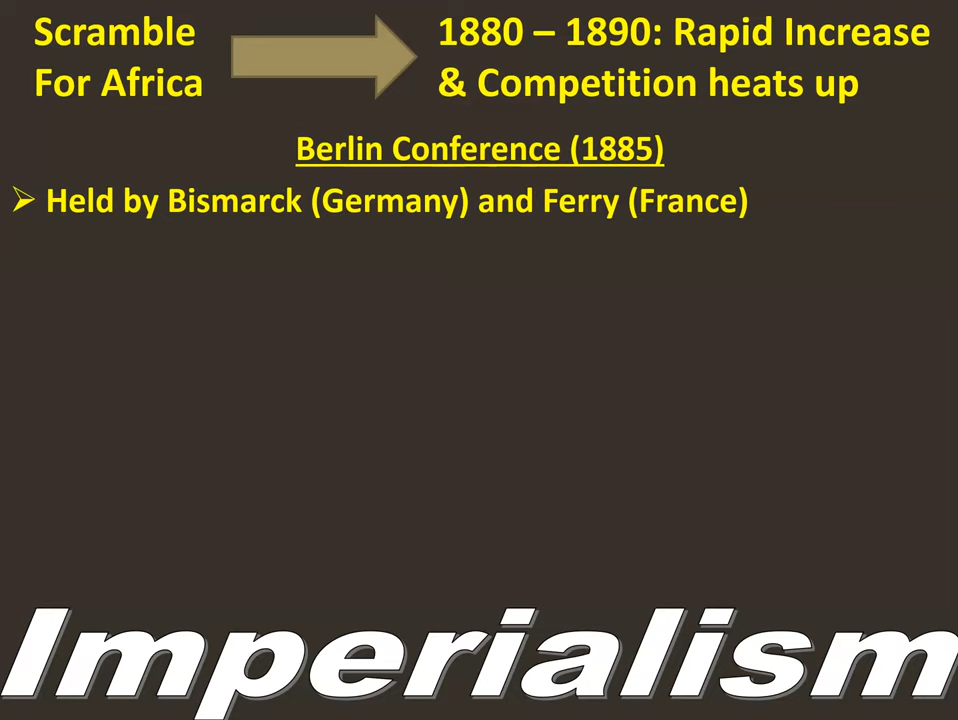 Scramble
For Africa
1880 – 1890: Rapid Increase
& Competition heats up
Berlin Conference (1885)
➢ Held by Bismarck (Germany) and Ferry (France)
Imperialism